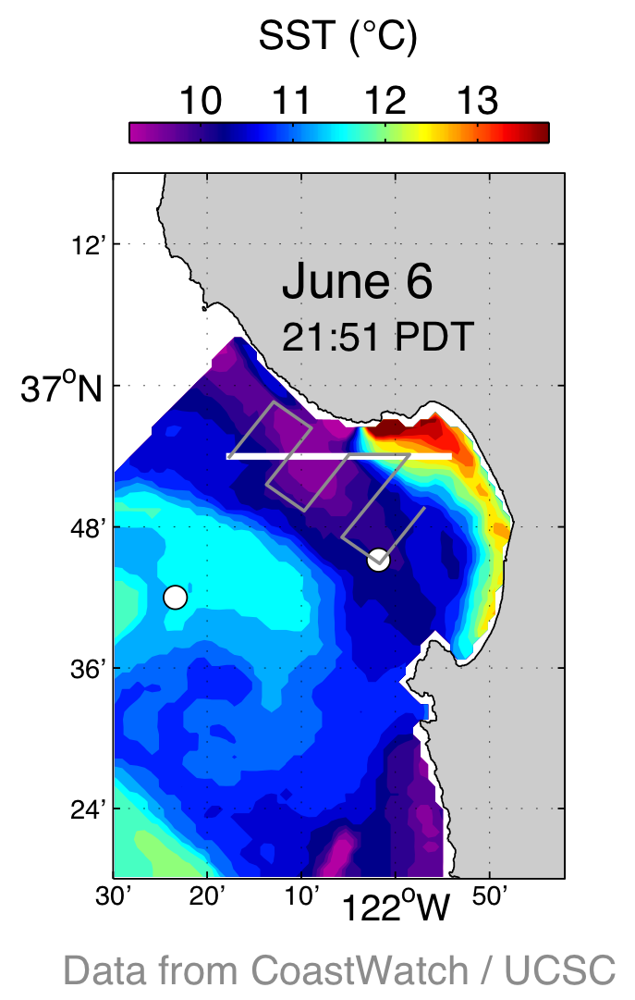 SST (°C)
10 11 12 13
12’
June 6
21:51 PDT
37°N
48’
36’
24’
30’ 20’ 10’ 122°W 50’
Data from CoastWatch / UCSC